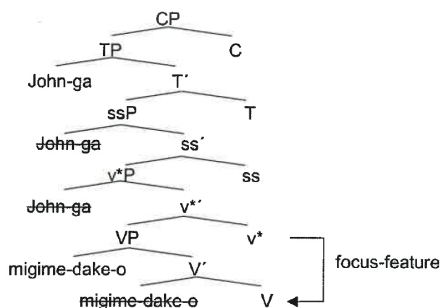 CP
TP C
John-ga T´
ssP T
John-ga ss´
v*P ss
John-ga v*´
VP v* focus-feature
migime-dake-o V´
migime-dake-o V